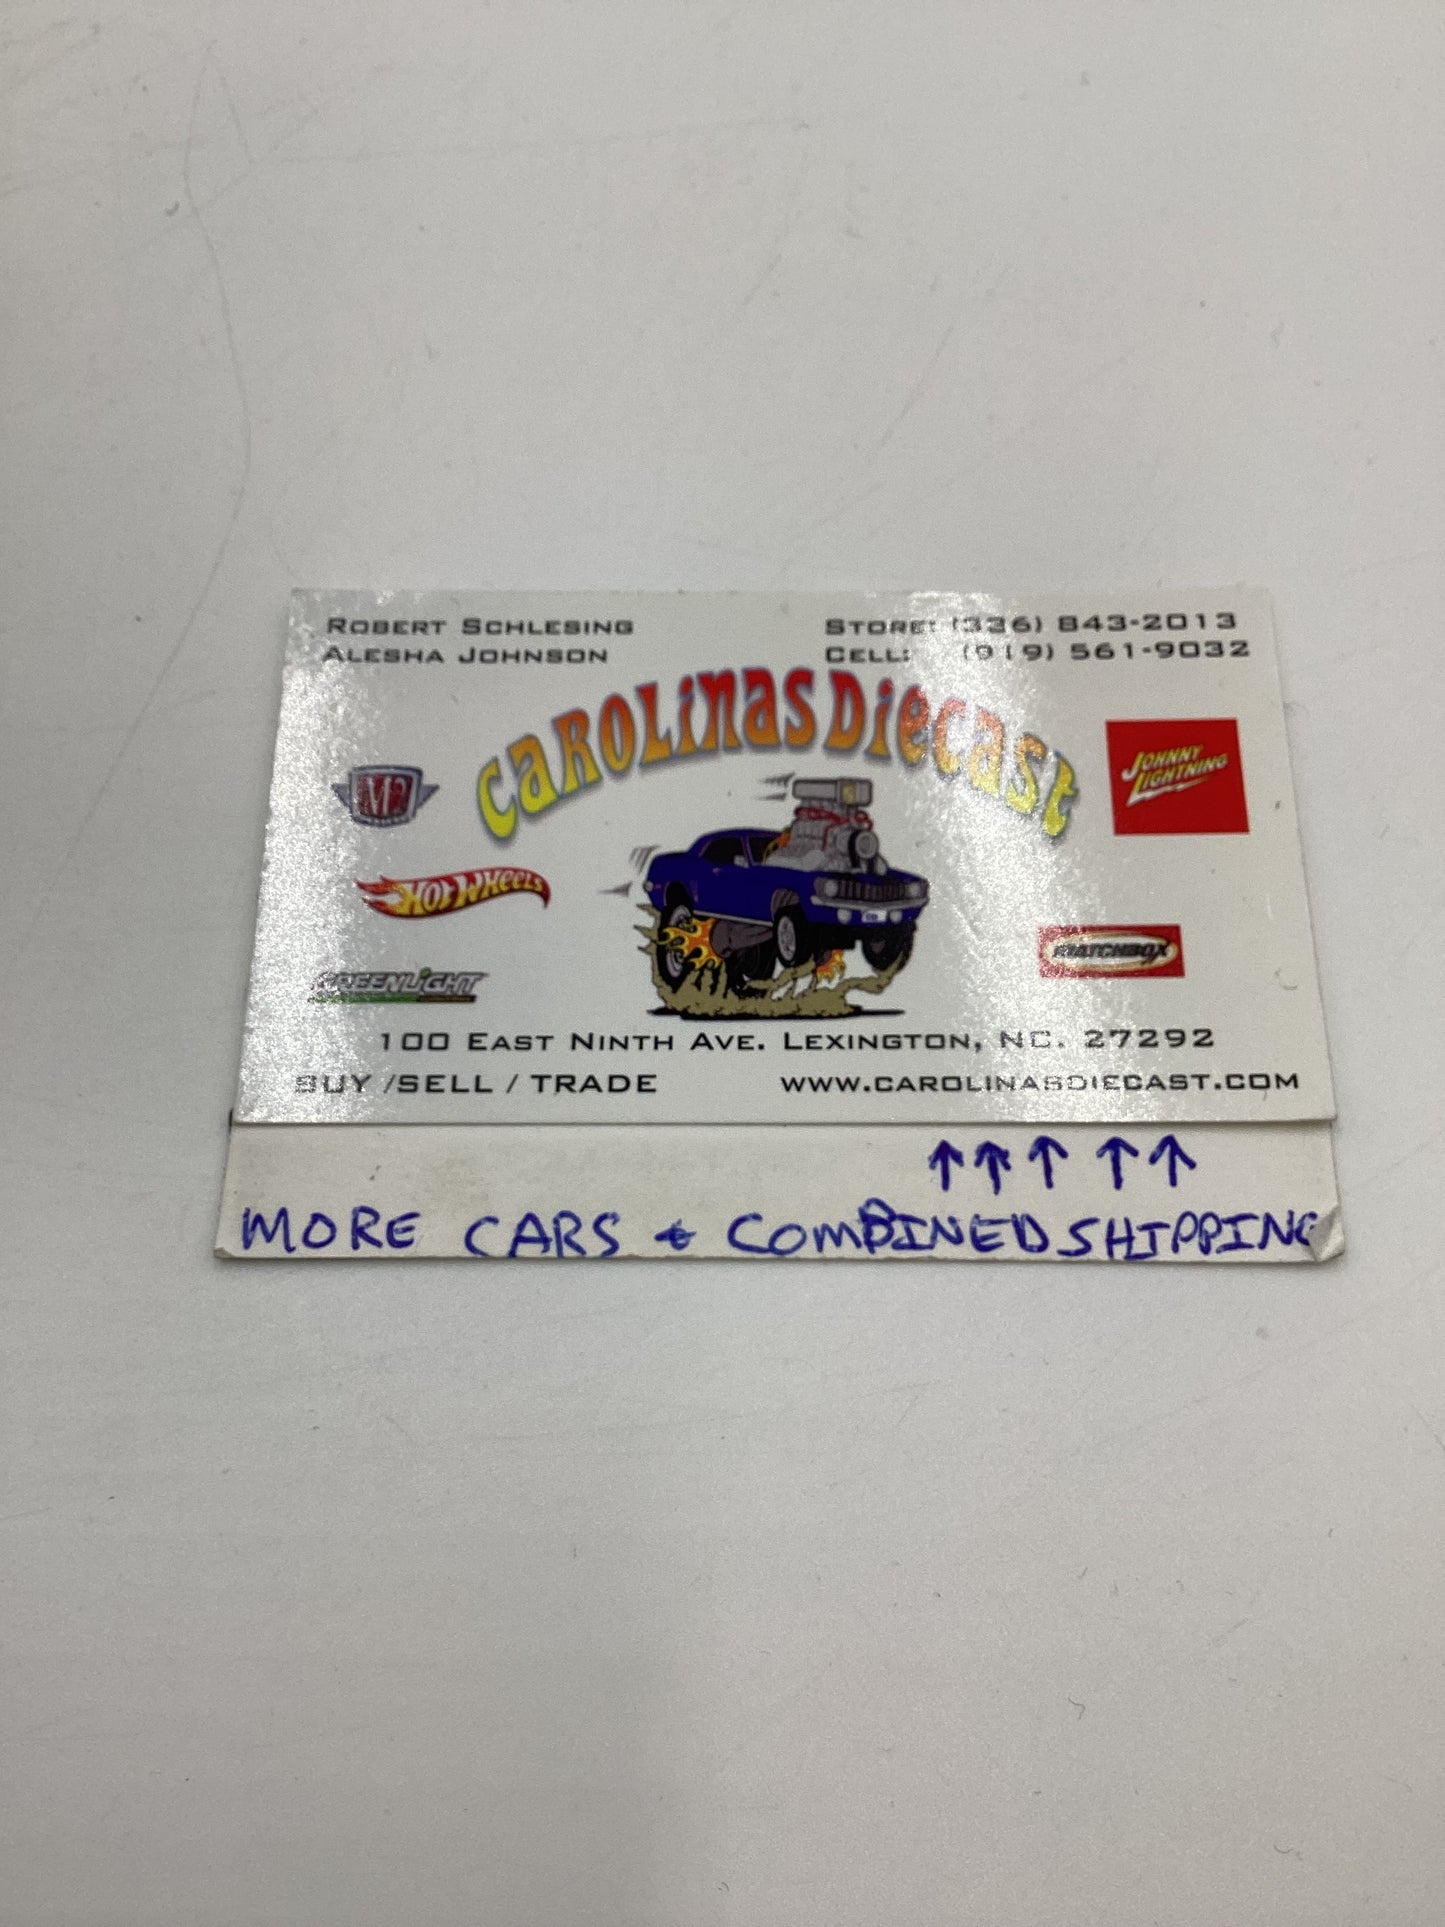 ROBERT SCHLESING
STORE: (336) 843-2013
ALESHA JOHNSON
CELL: (919) 561-9032
CAROLINAS DIECAST
JOHNNY LIGHTNING
M2
HOT WHEELS
MATCHBOX
GREENLIGHT
100 EAST NINTH AVE. LEXINGTON, NC. 27292
BUY /SELL / TRADE
WWW.CAROLINASDIECAST.COM
↑ ↑ ↑ ↑ ↑
MORE CARS & COMBINED SHIPPING